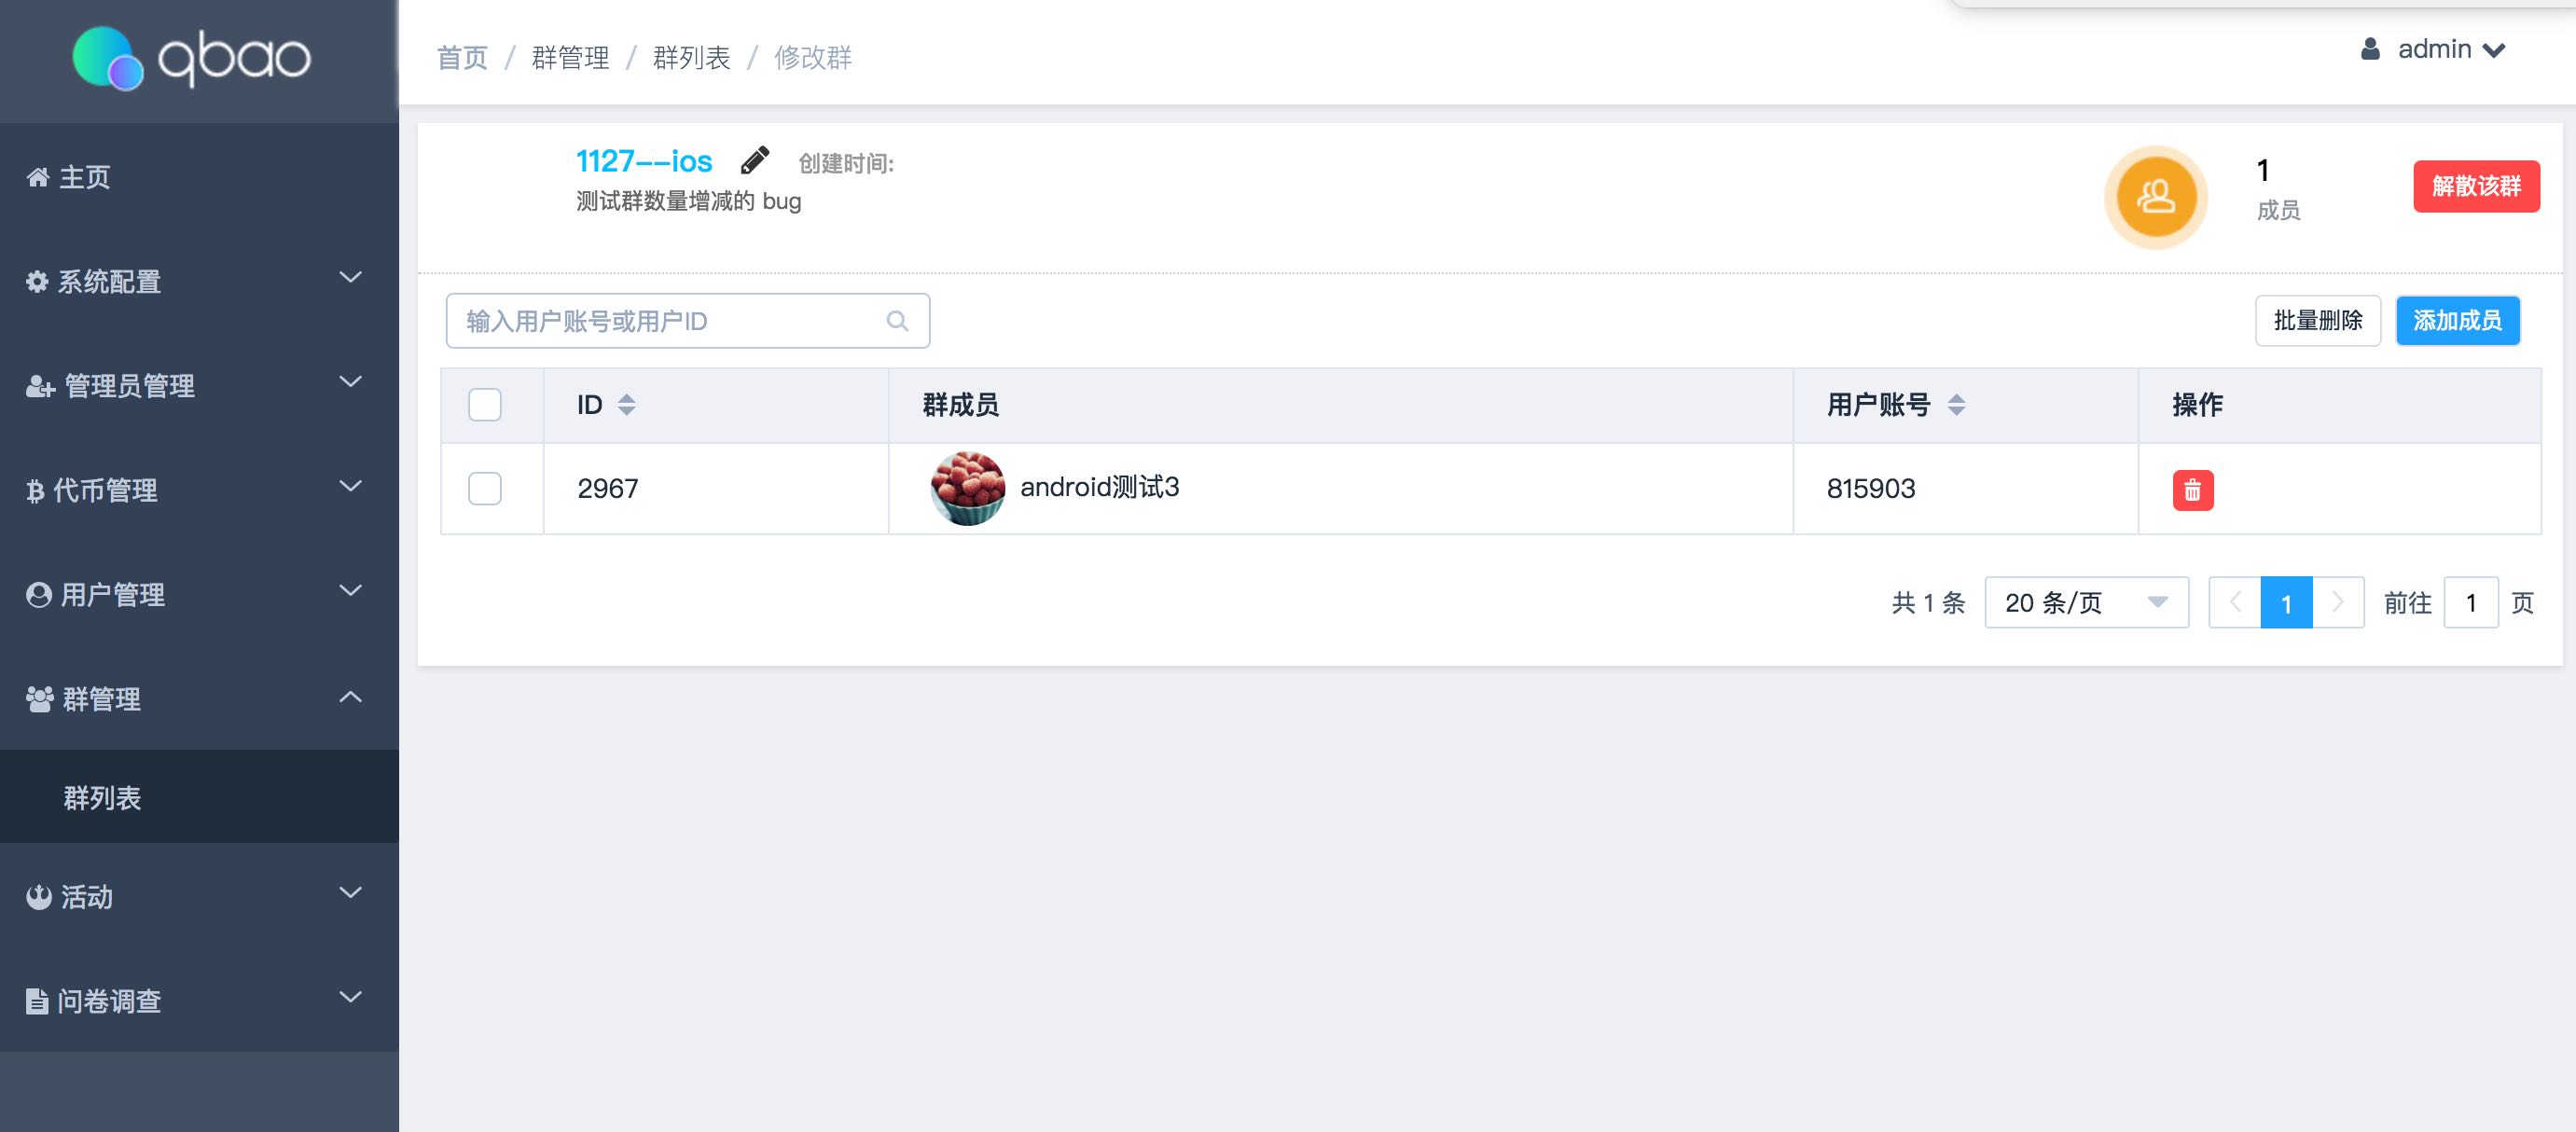 qbao
首页 / 群管理 / 群列表 / 修改群
admin
主页
系统配置
管理员管理
代币管理
用户管理
群管理
群列表
活动
问卷调查
1127--ios 创建时间:
测试群数量增减的 bug
1
成员
解散该群
输入用户账号或用户ID
批量删除 添加成员
ID 群成员 用户账号 操作
2967 android测试3 815903
共 1 条 20 条/页 1 前往 1 页